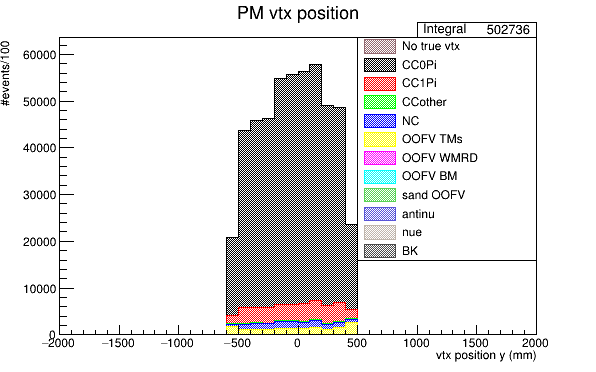 PM vtx position
Integral 502736
#events/100
No true vtx
CC0Pi
CC1Pi
CCother
NC
OOFV TMs
OOFV WMRD
OOFV BM
sand OOFV
antinu
nue
BK
60000
50000
40000
30000
20000
10000
0
−2000 −1500 −1000 −500 0 500 1000 1500 2000
vtx position y (mm)